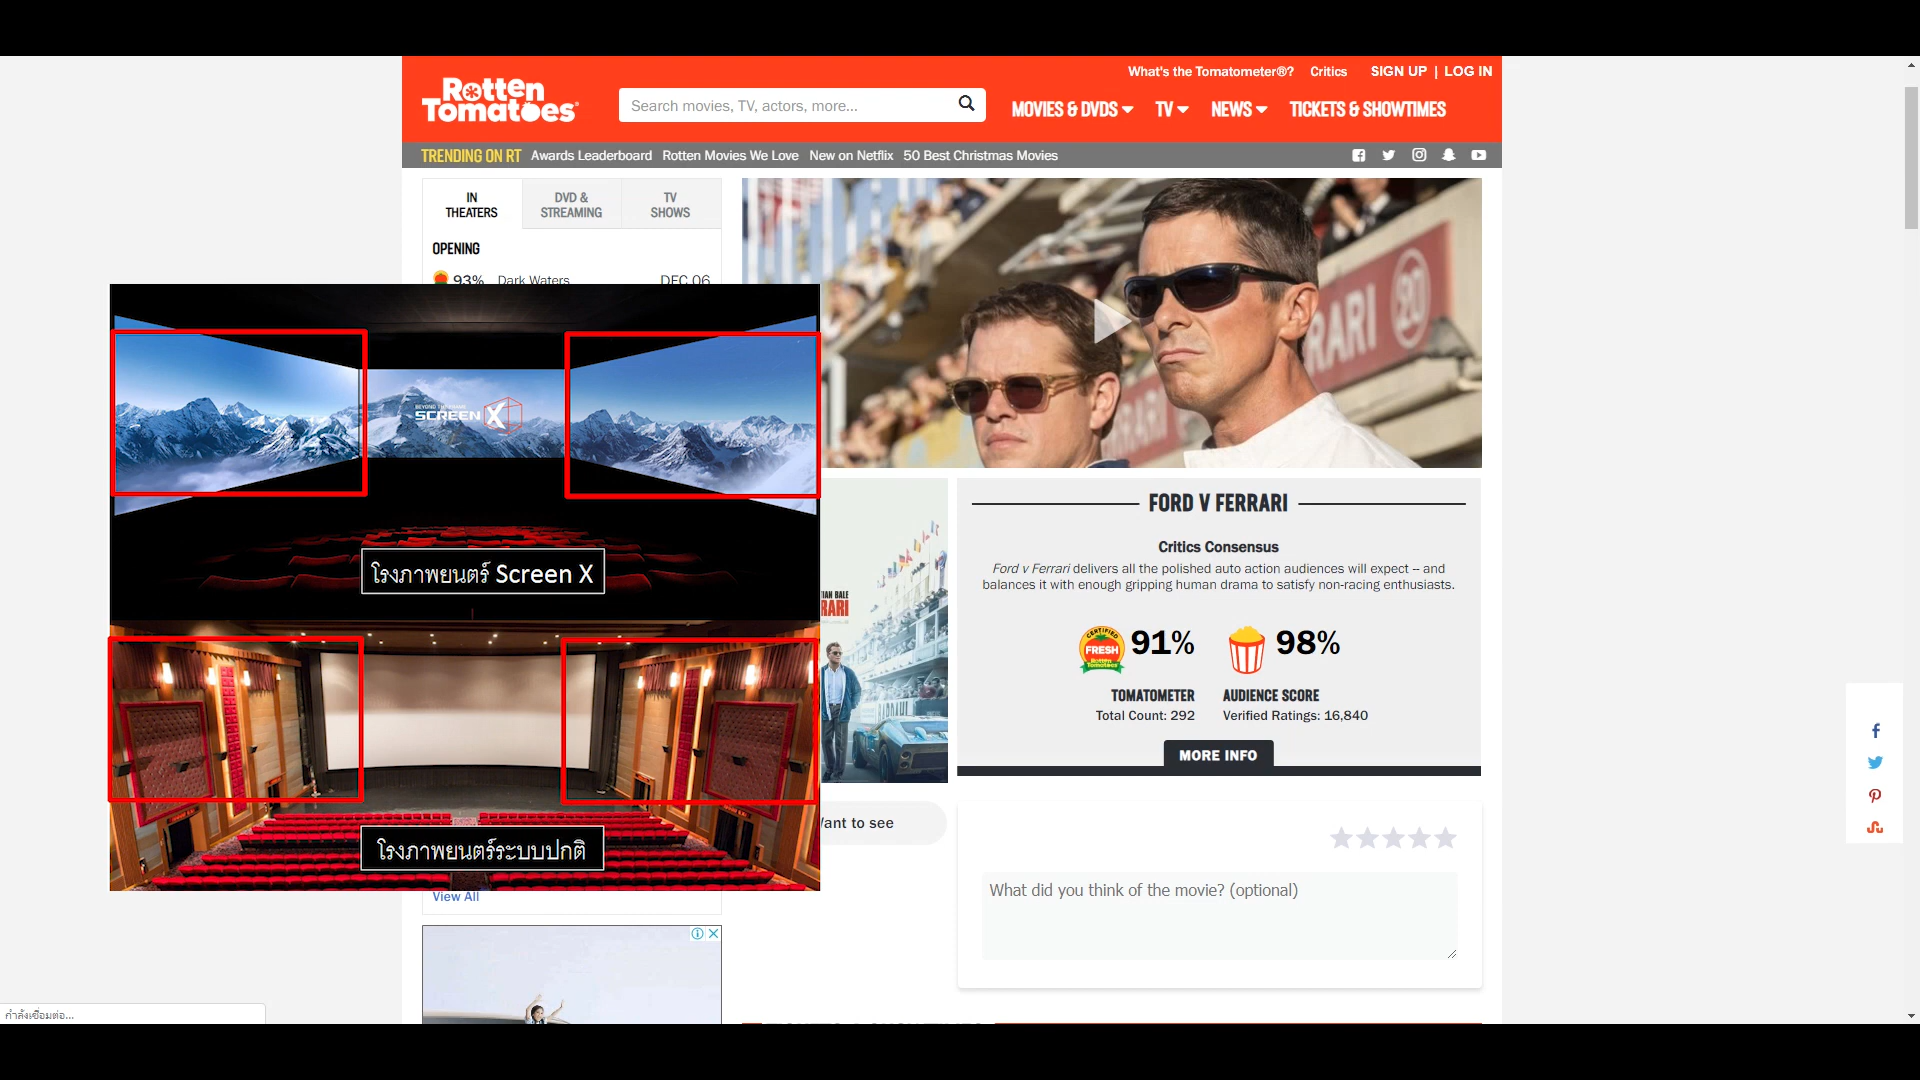 What's the Tomatometer®?
Critics
SIGN UP | LOG IN
Rotten
Tomatoes
Search movies, TV, actors, more...
MOVIES & DVDS
TV
NEWS
TICKETS & SHOWTIMES
TRENDING ON RT
Awards Leaderboard
Rotten Movies We Love
New on Netflix
50 Best Christmas Movies
IN
THEATERS
DVD &
STREAMING
TV
SHOWS
OPENING
93% Dark Waters DEC 06
SCREEN X
โรงภาพยนตร์ Screen X
โรงภาพยนตร์ระบบปกติ
View All
FERRARI 20
FORD V FERRARI
Critics Consensus
Ford v Ferrari delivers all the polished auto action audiences will expect -- and
balances it with enough gripping human drama to satisfy non-racing enthusiasts.
CERTIFIED
FRESH
Rotten
Tomatoes
91%
98%
TOMATOMETER
Total Count: 292
AUDIENCE SCORE
Verified Ratings: 16,840
MORE INFO
to see
What did you think of the movie? (optional)
กำลังเชื่อมต่อ...